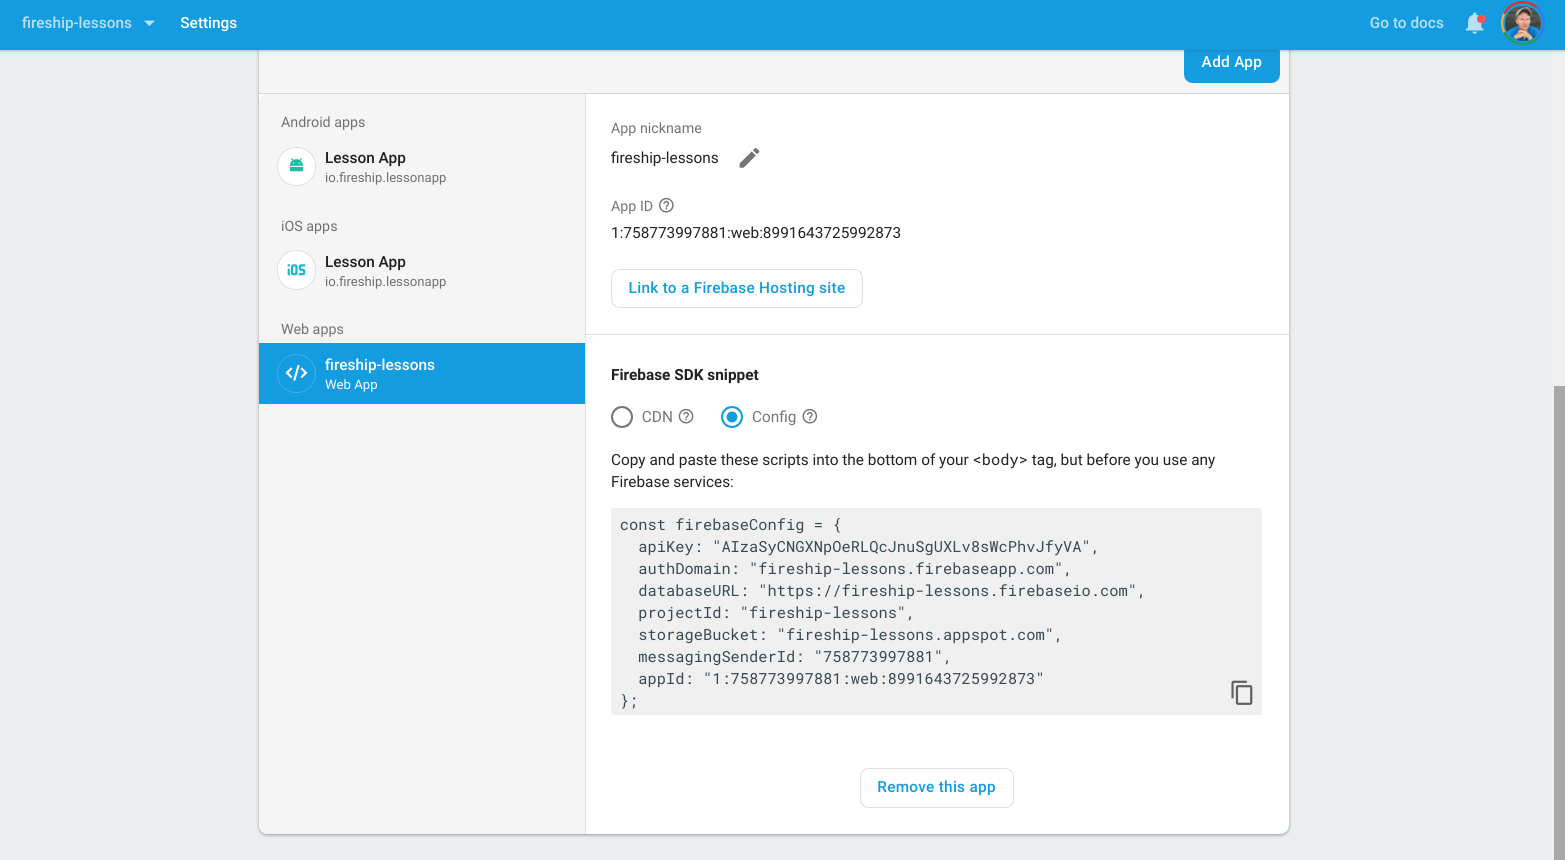 fireship-lessons
Settings
Go to docs
Add App
Android apps
Lesson App
io.fireship.lessonapp
iOS apps
iOS
Lesson App
io.fireship.lessonapp
Web apps
</>
fireship-lessons
Web App
App nickname
fireship-lessons
App ID ?
1:758773997881:web:8991643725992873
Link to a Firebase Hosting site
Firebase SDK snippet
CDN ? Config ?
Copy and paste these scripts into the bottom of your <body> tag, but before you use any
Firebase services:
const firebaseConfig = {
  apiKey: "AIzaSyCNGXNpOeRLQcJnuSgUXLv8sWcPhvJfyVA",
  authDomain: "fireship-lessons.firebaseapp.com",
  databaseURL: "https://fireship-lessons.firebaseio.com",
  projectId: "fireship-lessons",
  storageBucket: "fireship-lessons.appspot.com",
  messagingSenderId: "758773997881",
  appId: "1:758773997881:web:8991643725992873"
};
Remove this app